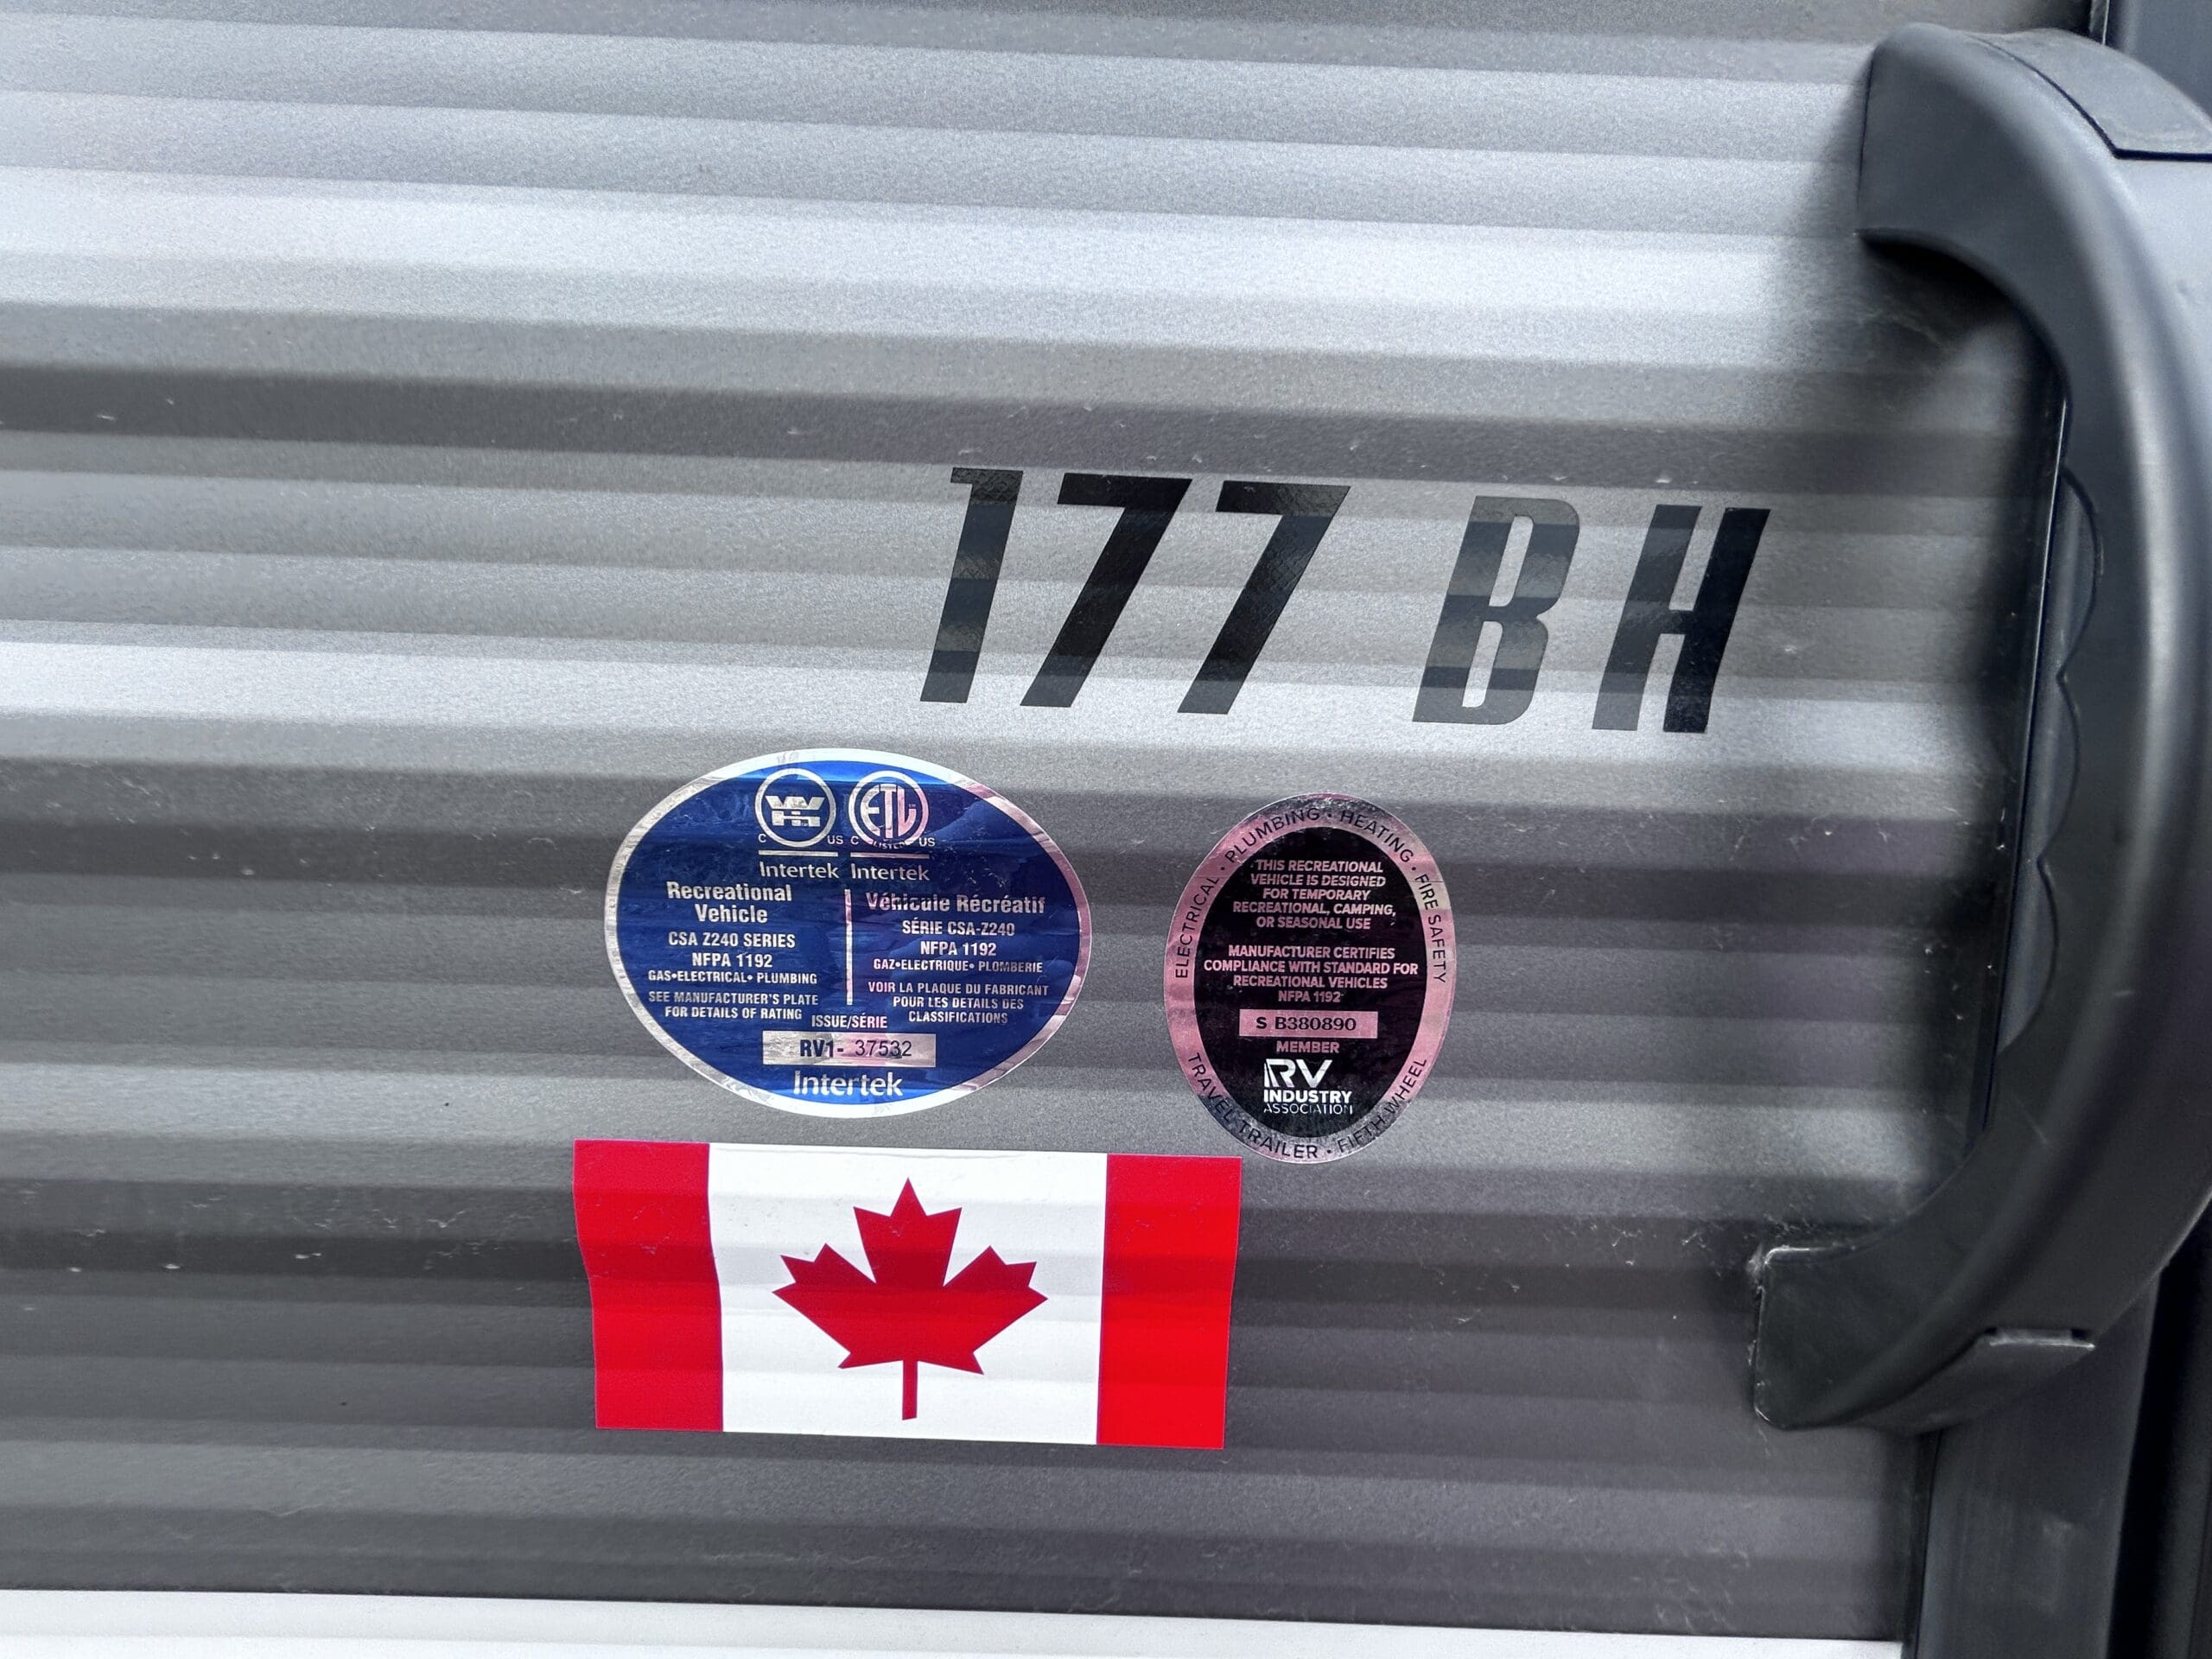 177 BH
C US C LISTED US
Intertek Intertek
Recreational
Vehicle
CSA Z240 SERIES
NFPA 1192
GAS•ELECTRICAL• PLUMBING
SEE MANUFACTURER'S PLATE
FOR DETAILS OF RATING
Véhicule Récréatif
SÉRIE CSA-Z240
NFPA 1192
GAZ•ELECTRIQUE• PLOMBERIE
VOIR LA PLAQUE DU FABRICANT
POUR LES DETAILS DES
CLASSIFICATIONS
ISSUE/SÉRIE
RV1- 37532
Intertek
ELECTRICAL • PLUMBING • HEATING • FIRE SAFETY
THIS RECREATIONAL
VEHICLE IS DESIGNED
FOR TEMPORARY
RECREATIONAL, CAMPING,
OR SEASONAL USE
MANUFACTURER CERTIFIES
COMPLIANCE WITH STANDARD FOR
RECREATIONAL VEHICLES
NFPA 1192
S B380890
MEMBER
RV
INDUSTRY
ASSOCIATION
TRAVEL TRAILER • FIFTH WHEEL